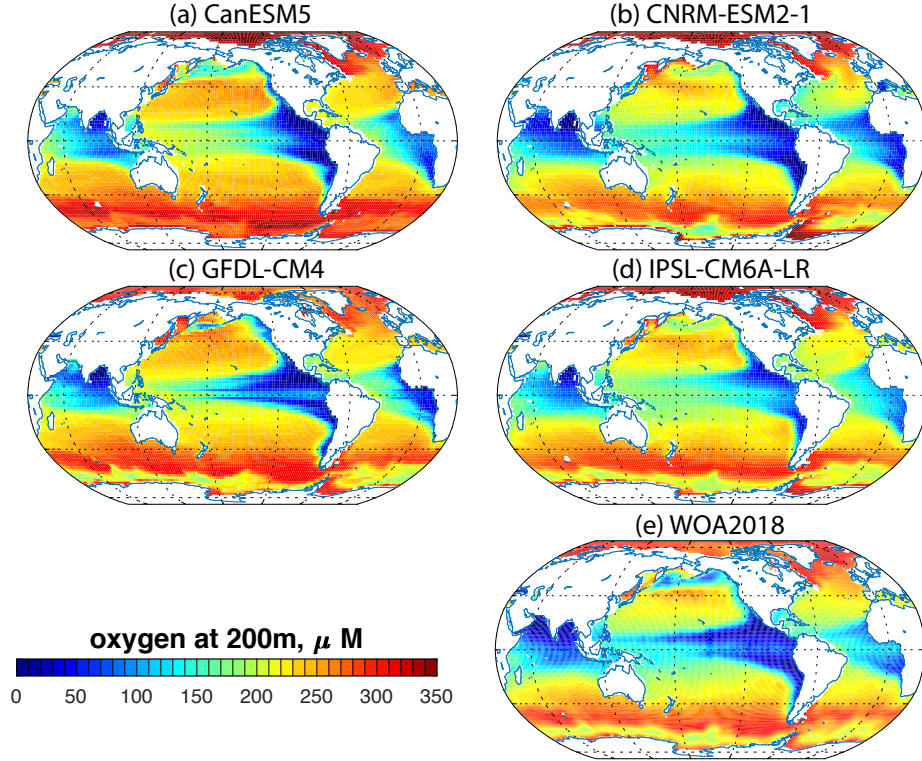 (a) CanESM5
(b) CNRM-ESM2-1
(c) GFDL-CM4
(d) IPSL-CM6A-LR
(e) WOA2018
oxygen at 200m, μ M
0 50 100 150 200 250 300 350